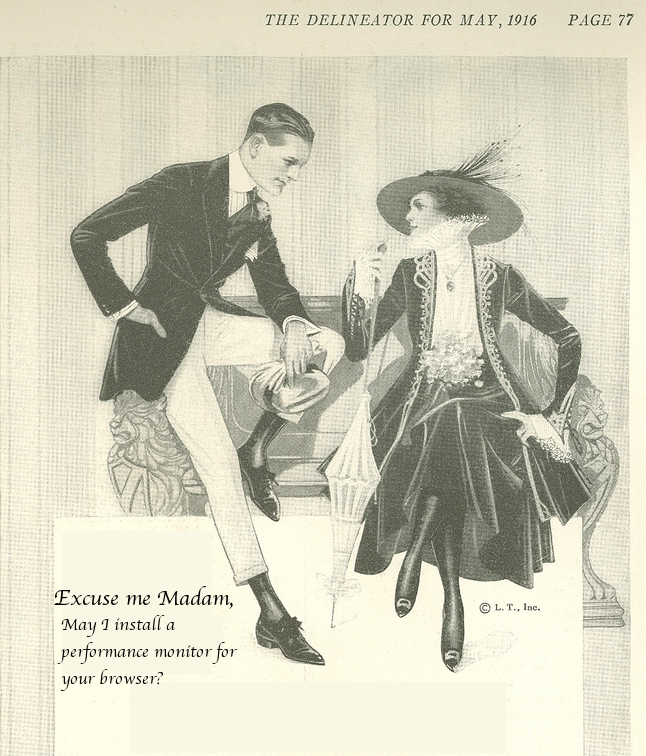 THE DELINEATOR FOR MAY, 1916 PAGE 77
© L. T., Inc.
Excuse me Madam,
May I install a
performance monitor for
your browser?